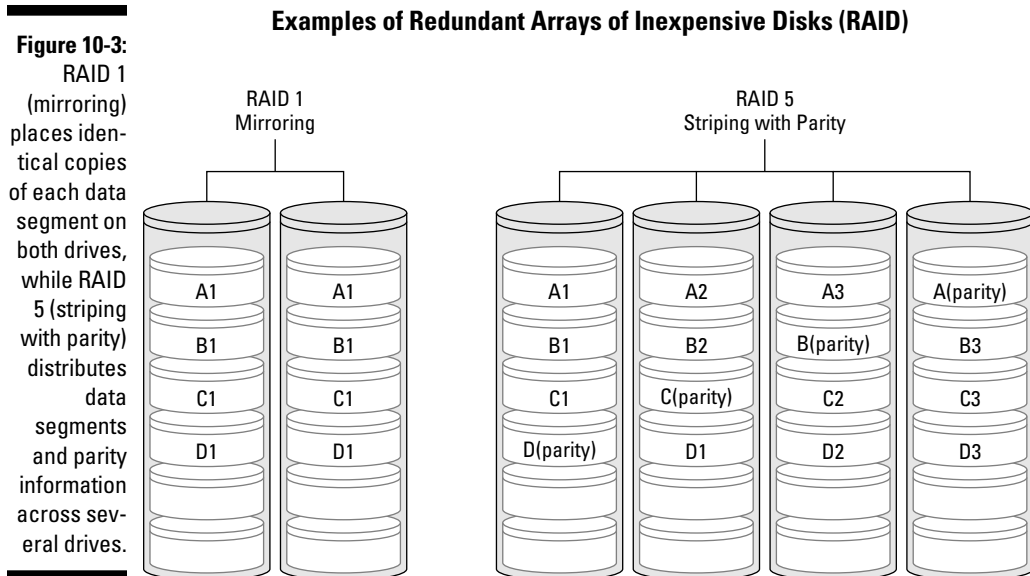 Examples of Redundant Arrays of Inexpensive Disks (RAID)
Figure 10-3:
RAID 1
(mirroring)
places iden-
tical copies
of each data
segment on
both drives,
while RAID
5 (striping
with parity)
distributes
data
segments
and parity
information
across sev-
eral drives.
RAID 1
Mirroring
A1 A1
B1 B1
C1 C1
D1 D1
RAID 5
Striping with Parity
A1 A2 A3 A(parity)
B1 B2 B(parity) B3
C1 C(parity) C2 C3
D(parity) D1 D2 D3